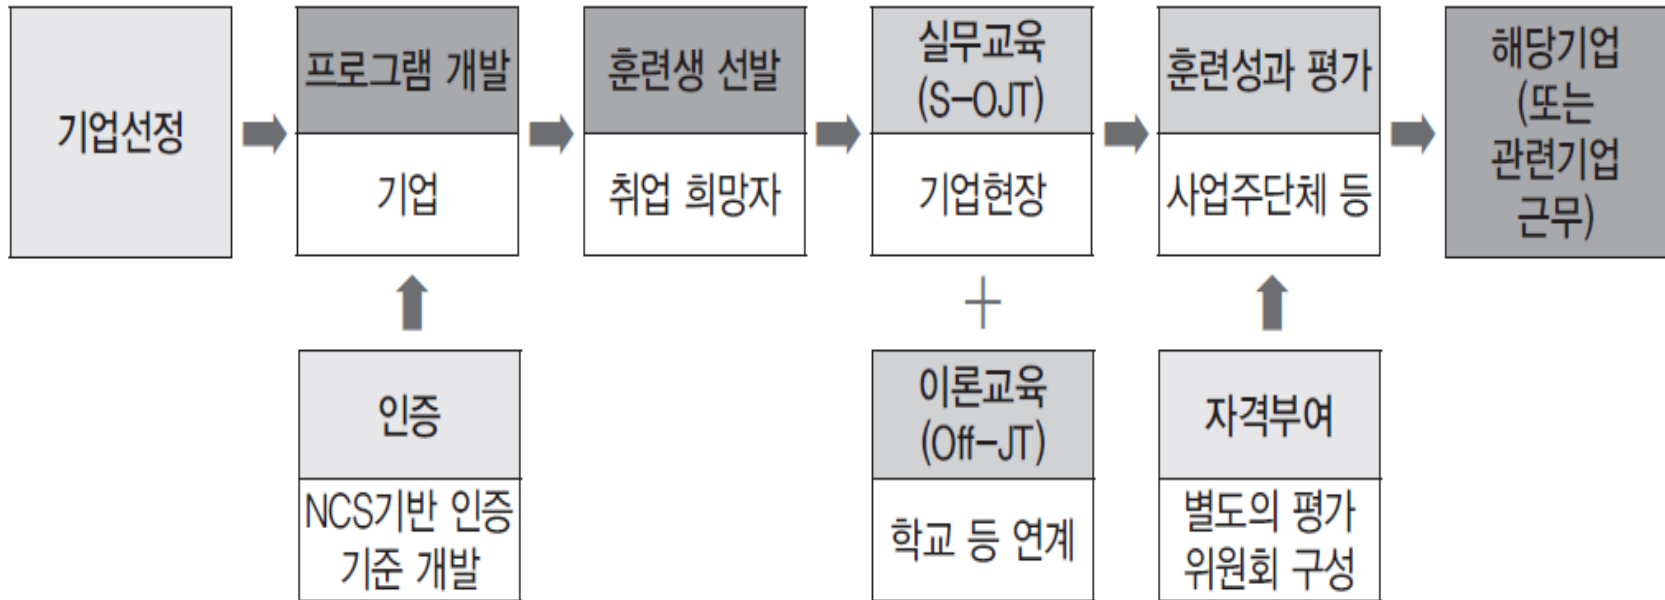 기업선정
프로그램 개발
기업
훈련생 선발
취업 희망자
실무교육
(S-OJT)
기업현장
훈련성과 평가
사업주단체 등
해당기업
(또는
관련기업
근무)
인증
NCS기반 인증
기준 개발
이론교육
(Off-JT)
학교 등 연계
자격부여
별도의 평가
위원회 구성